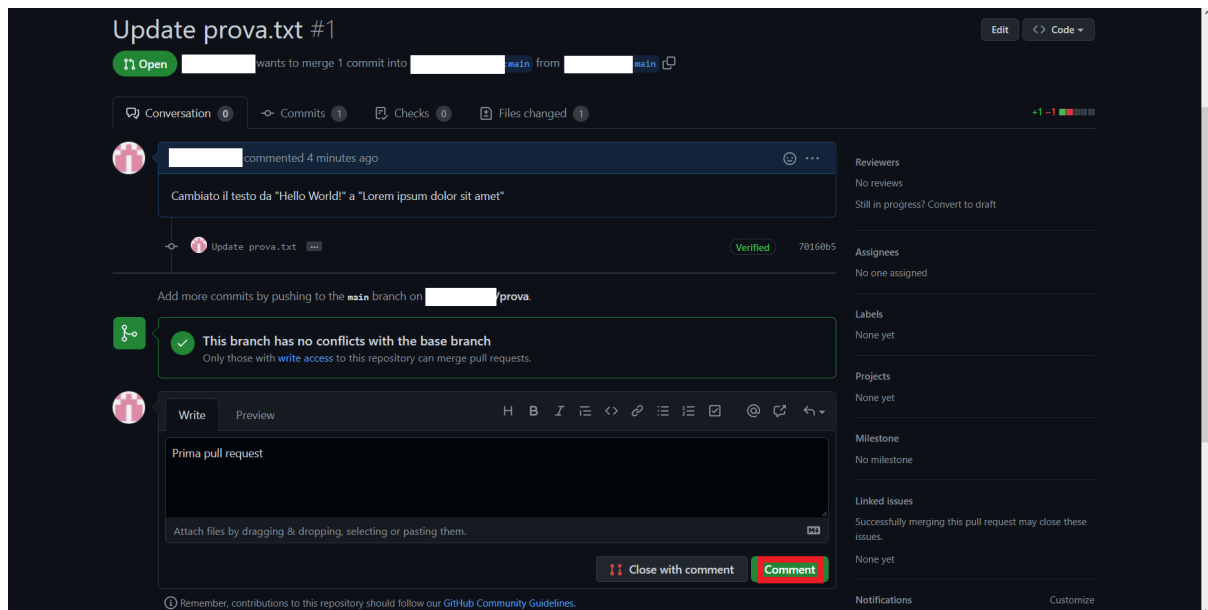 Update prova.txt #1
Edit
Code
Open
wants to merge 1 commit into
:main
from
main
Conversation 0
Commits 1
Checks 0
Files changed 1
+1 −1
commented 4 minutes ago
Cambiato il testo da "Hello World!" a "Lorem ipsum dolor sit amet"
Update prova.txt ...
Verified
70160b5
Add more commits by pushing to the main branch on
/prova.
This branch has no conflicts with the base branch
Only those with write access to this repository can merge pull requests.
Write
Preview
H B I
@
Prima pull request
Attach files by dragging & dropping, selecting or pasting them.
Close with comment
Comment
Remember, contributions to this repository should follow our GitHub Community Guidelines.
Reviewers
No reviews
Still in progress? Convert to draft
Assignees
No one assigned
Labels
None yet
Projects
None yet
Milestone
No milestone
Linked issues
Successfully merging this pull request may close these
issues.
None yet
Notifications
Customize